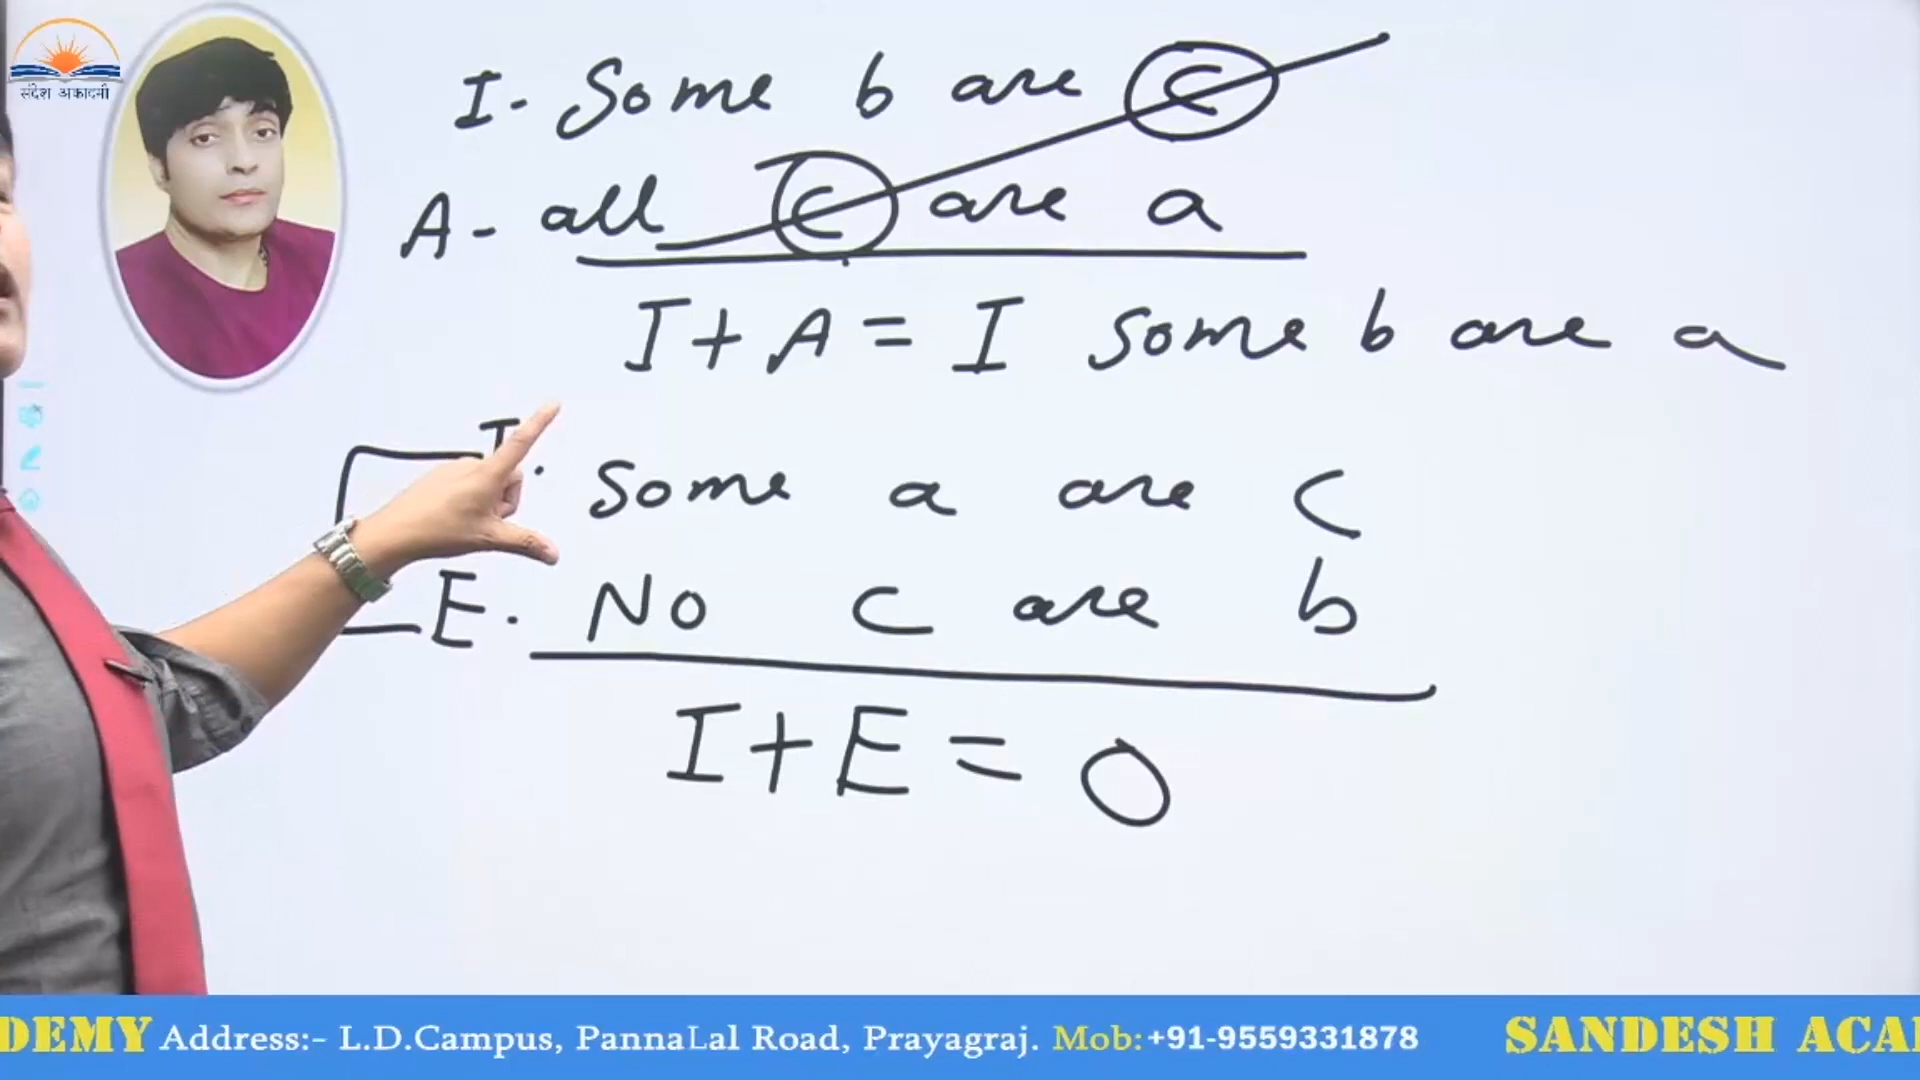 संदेश अकादमी
I. Some b are C
A - all C are a
I + A = I some b are a
I. Some a are C
E. No C are b
I + E = O
DEMY Address:- L.D.Campus, PannaLal Road, Prayagraj. Mob:+91-9559331878 SANDESH ACA